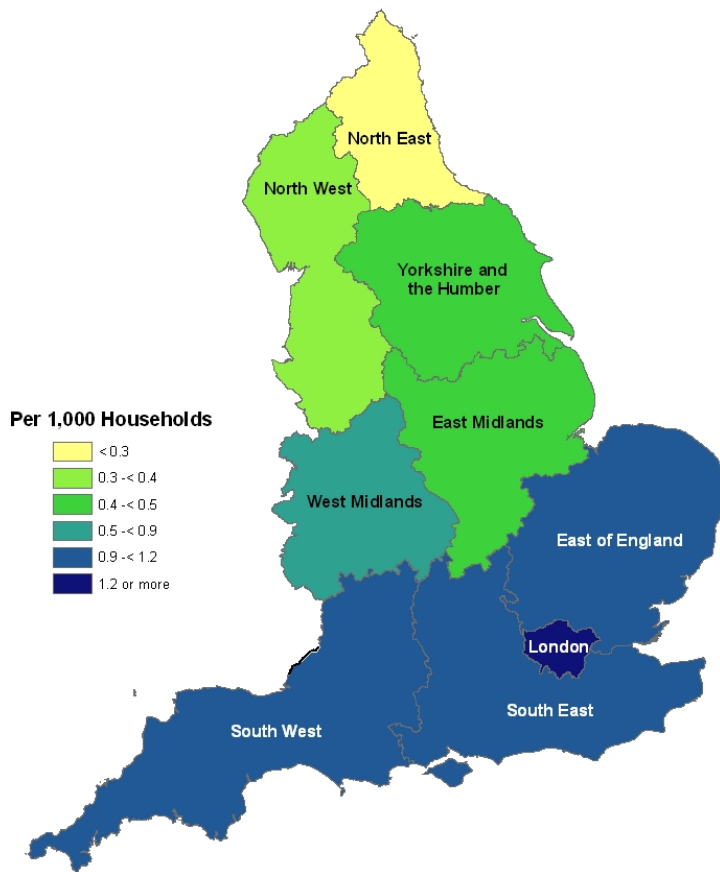 North East
North West
Yorkshire and
the Humber
Per 1,000 Households
< 0.3
0.3 -< 0.4
0.4 -< 0.5
0.5 -< 0.9
0.9 -< 1.2
1.2 or more
East Midlands
West Midlands
East of England
London
South East
South West